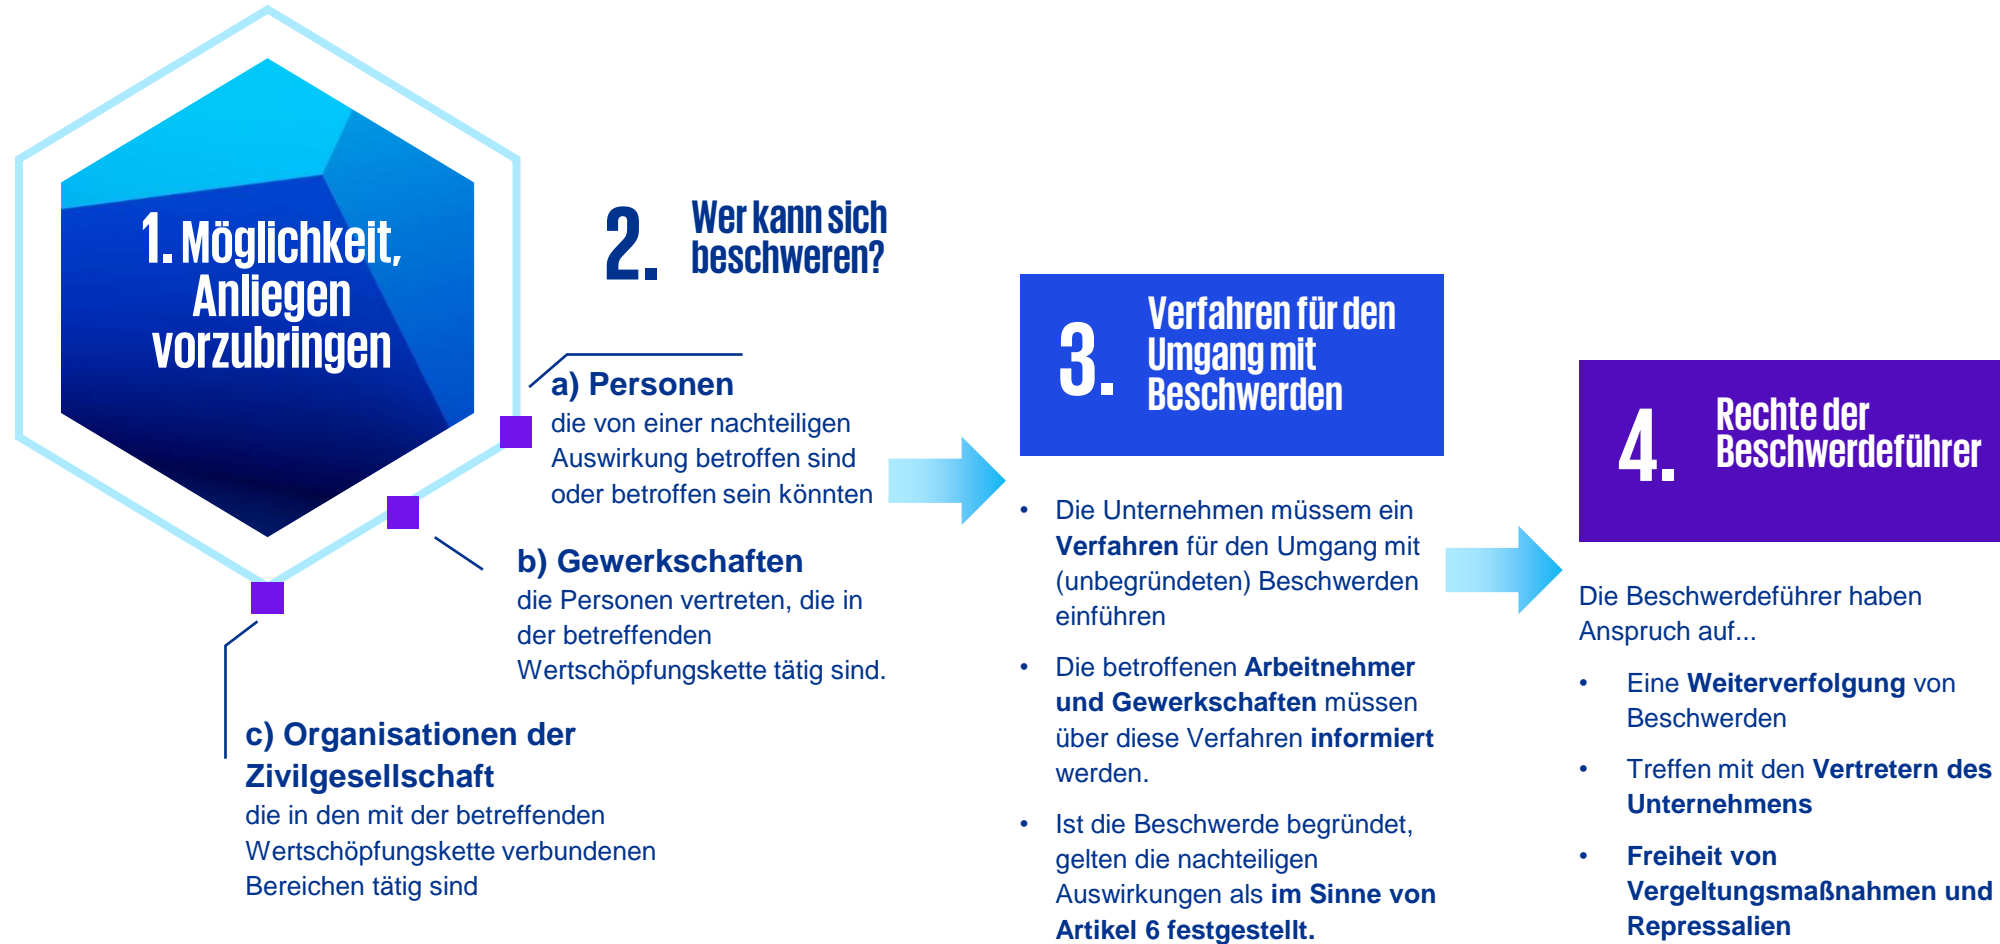 1. Möglichkeit,
Anliegen
vorzubringen
2.
Wer kann sich
beschweren?
a) Personen
die von einer nachteiligen
Auswirkung betroffen sind
oder betroffen sein könnten
b) Gewerkschaften
die Personen vertreten, die in
der betreffenden
Wertschöpfungskette tätig sind.
c) Organisationen der
Zivilgesellschaft
die in den mit der betreffenden
Wertschöpfungskette verbundenen
Bereichen tätig sind
3.
Verfahren für den
Umgang mit
Beschwerden
• Die Unternehmen müssem ein
Verfahren für den Umgang mit
(unbegründeten) Beschwerden
einführen
• Die betroffenen Arbeitnehmer
und Gewerkschaften müssen
über diese Verfahren informiert
werden.
• Ist die Beschwerde begründet,
gelten die nachteiligen
Auswirkungen als im Sinne von
Artikel 6 festgestellt.
4.
Rechte der
Beschwerdeführer
Die Beschwerdeführer haben
Anspruch auf...
• Eine Weiterverfolgung von
Beschwerden
• Treffen mit den Vertretern des
Unternehmens
• Freiheit von
Vergeltungsmaßnahmen und
Repressalien